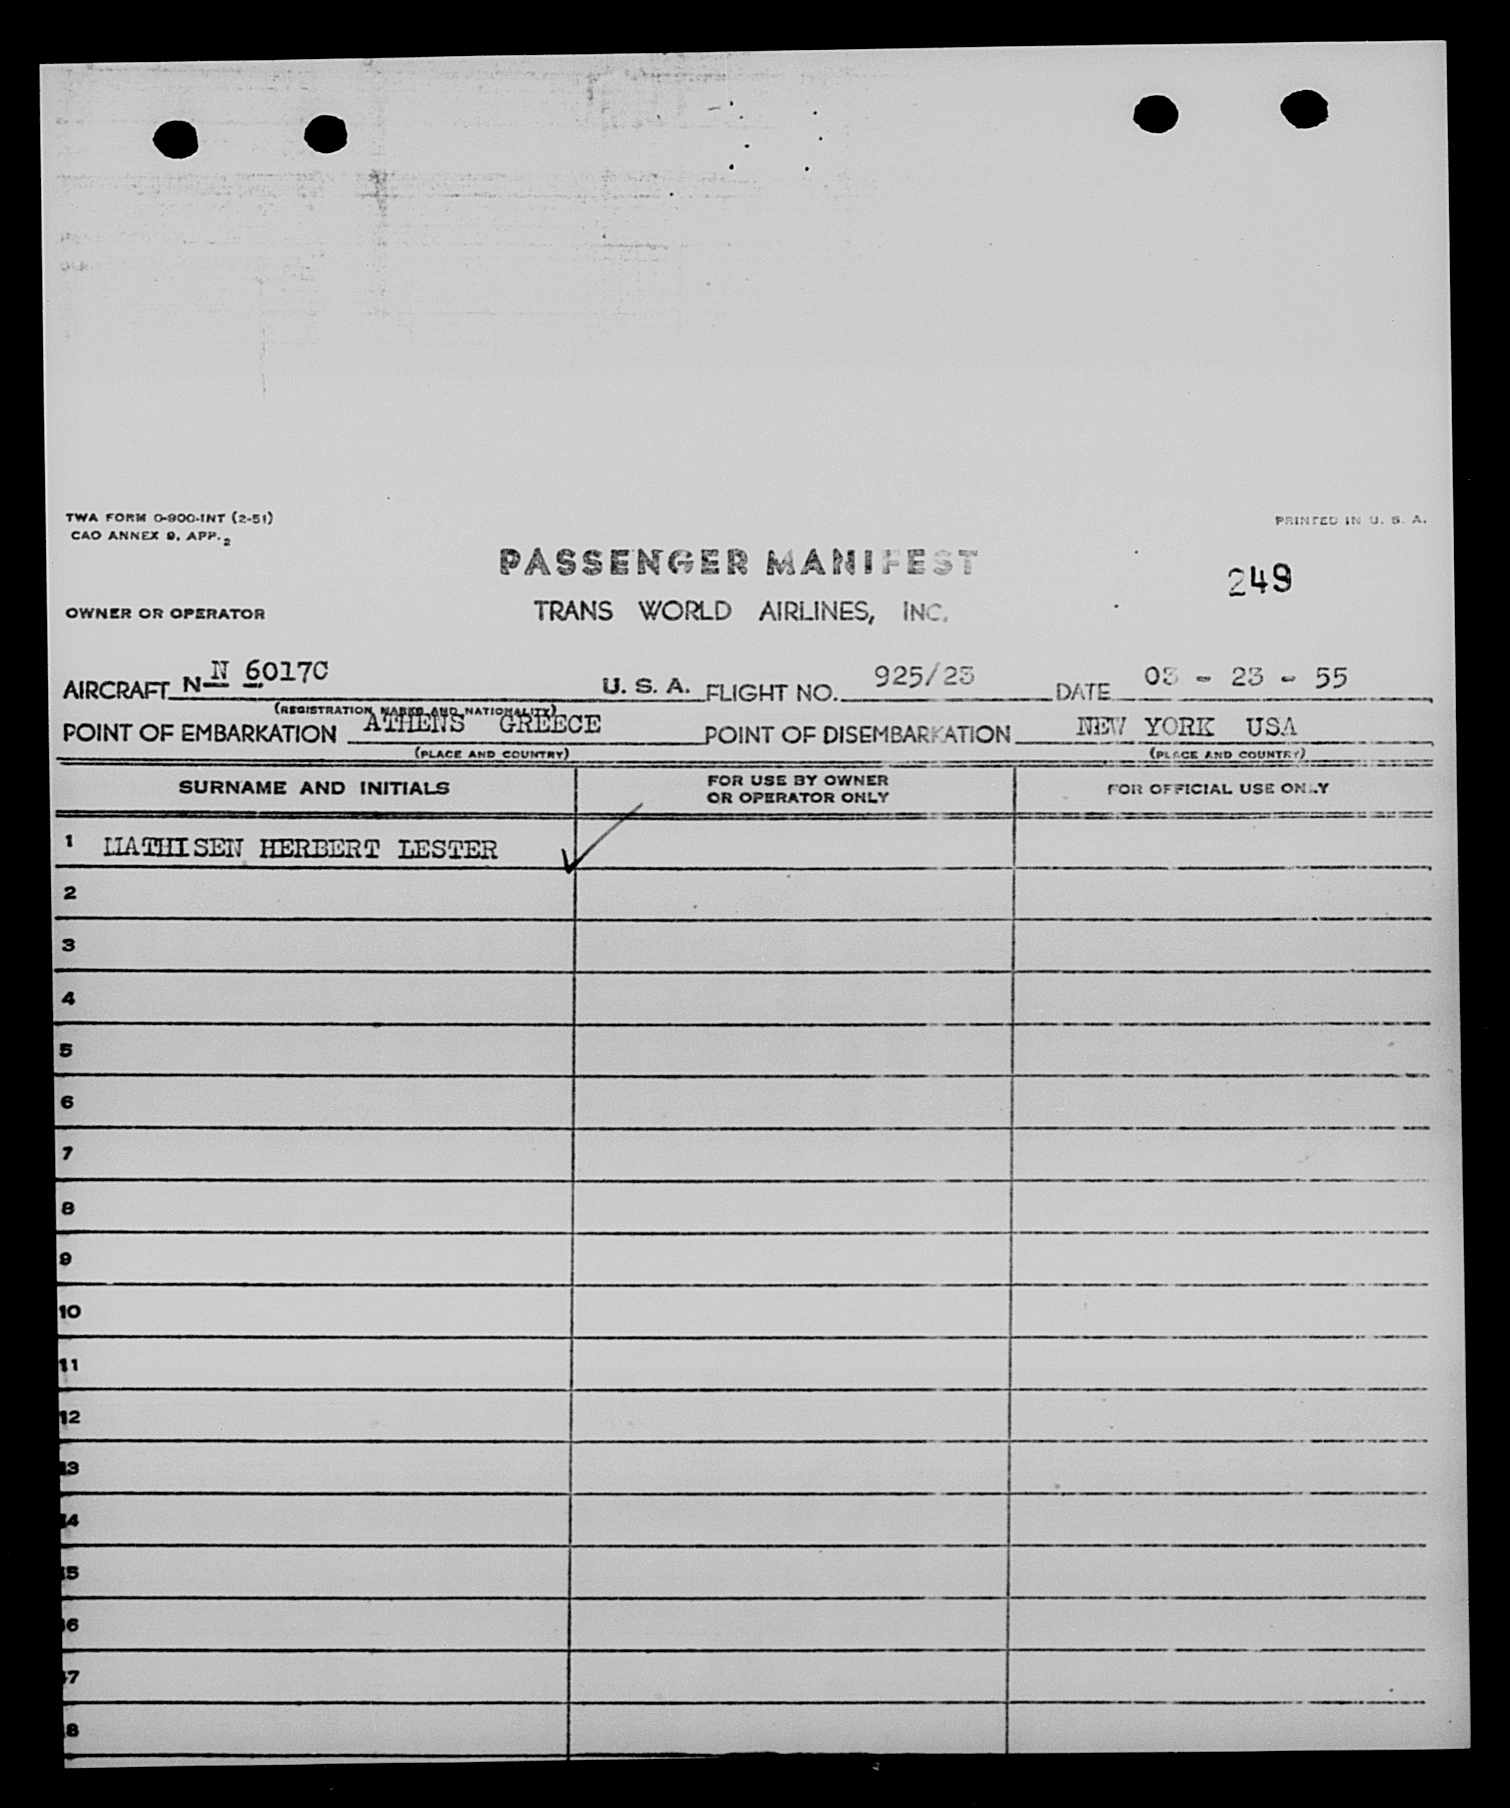 TWA FORM O-900-INT (2-51)
PRINTED IN U. S. A.
CAO ANNEX 9, APP. 2
PASSENGER MANIFEST
249
OWNER OR OPERATOR
TRANS WORLD AIRLINES, INC.
AIRCRAFT N- N 6017C U. S. A. FLIGHT NO. 925/23 DATE 03 - 23 - 55
(REGISTRATION MARKS AND NATIONALITY)
POINT OF EMBARKATION ATHENS GREECE POINT OF DISEMBARKATION NEW YORK USA
(PLACE AND COUNTRY) (PLACE AND COUNTRY)
SURNAME AND INITIALS
FOR USE BY OWNER
OR OPERATOR ONLY
FOR OFFICIAL USE ONLY
1 MATHISEN HERBERT LESTER
2
3
4
5
6
7
8
9
10
11
12
13
14
15
16
17
18